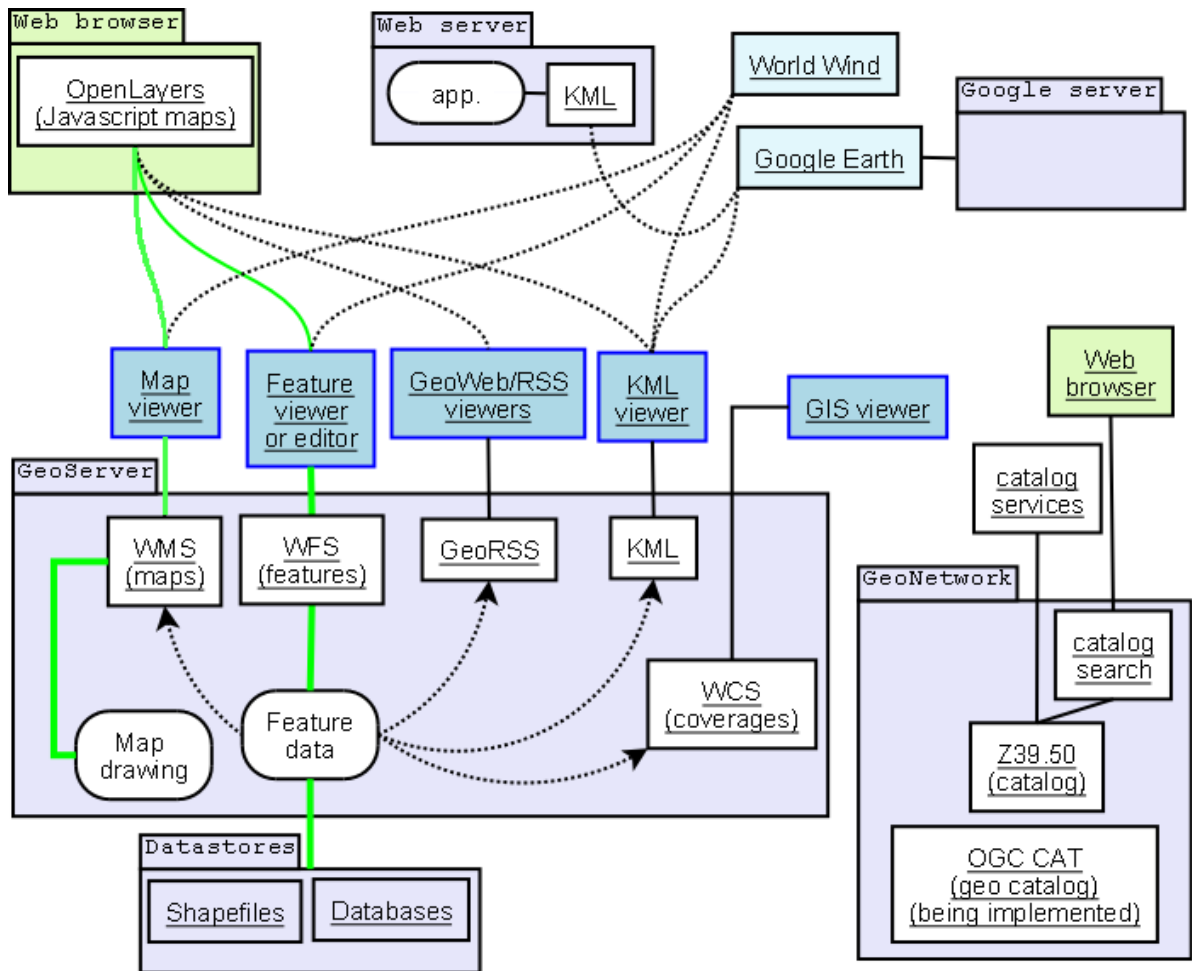 Web browser
OpenLayers
(Javascript maps)
Web server
app.
KML
World Wind
Google Earth
Google server
Map
viewer
Feature
viewer
or editor
GeoWeb/RSS
viewers
KML
viewer
GIS viewer
Web
browser
GeoServer
WMS
(maps)
WFS
(features)
GeoRSS
KML
WCS
(coverages)
Map
drawing
Feature
data
catalog
services
GeoNetwork
catalog
search
Z39.50
(catalog)
OGC CAT
(geo catalog)
(being implemented)
Datastores
Shapefiles
Databases